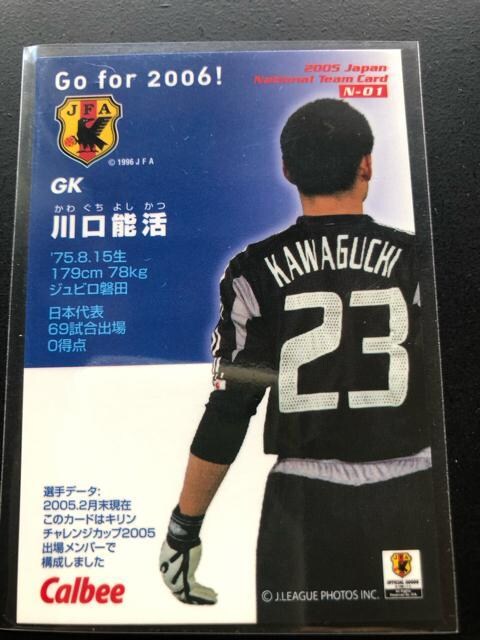 Go for 2006!
2005 Japan
National Team Card
N-01
JFA
© 1996 J F A
GK
かわ ぐち よし かつ
川口能活
'75.8.15生
179cm 78kg
ジュビロ磐田
日本代表
69試合出場
0得点
KAWAGUCHI
23
選手データ:
2005.2月末現在
このカードはキリン
チャレンジカップ2005
出場メンバーで
構成しました
Calbee
OFFICIAL GOODS
© J.LEAGUE PHOTOS INC.